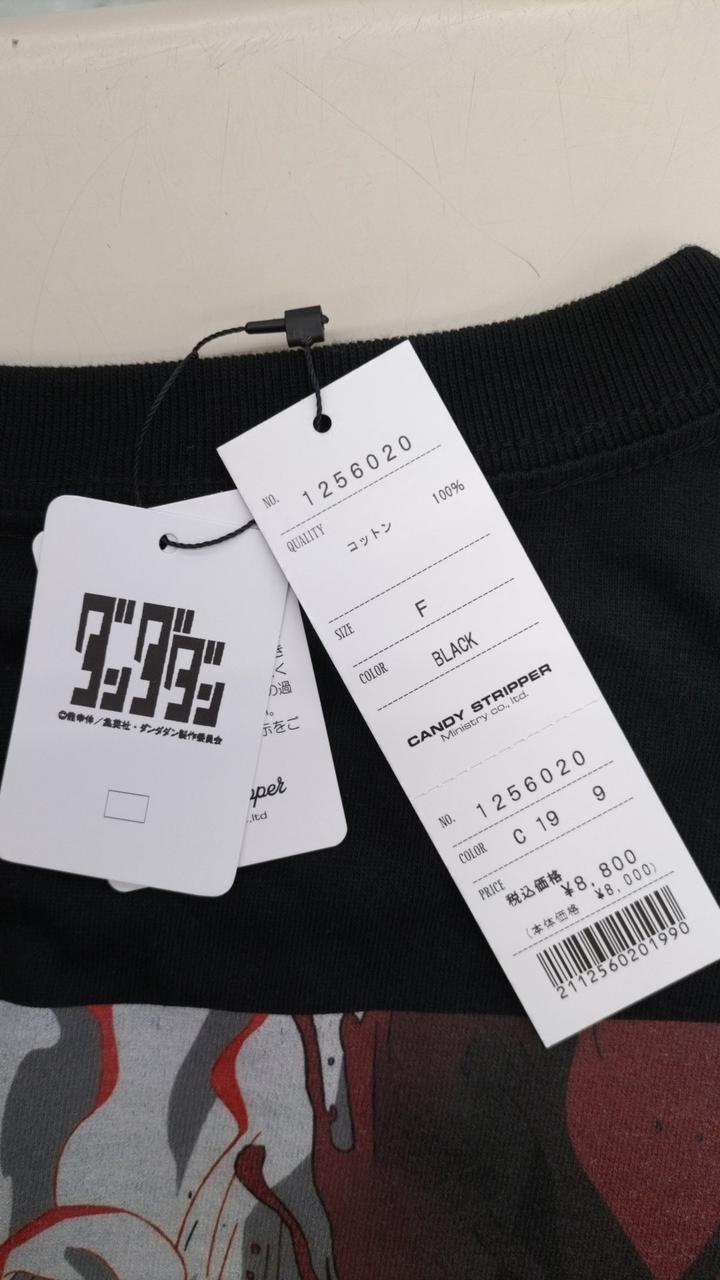 ダンダダン
©龍幸伸／集英社・ダンダダン製作委員会
き
く
の過
。
示をご
pper
.,ltd
NO. 1256020
QUALITY
コットン 100%
SIZE F
COLOR BLACK
CANDY STRIPPER
Ministry co., ltd.
NO. 1256020
COLOR C 19 9
PRICE 税込価格 ¥8,800
(本体価格 ¥8,000)
2112560201990